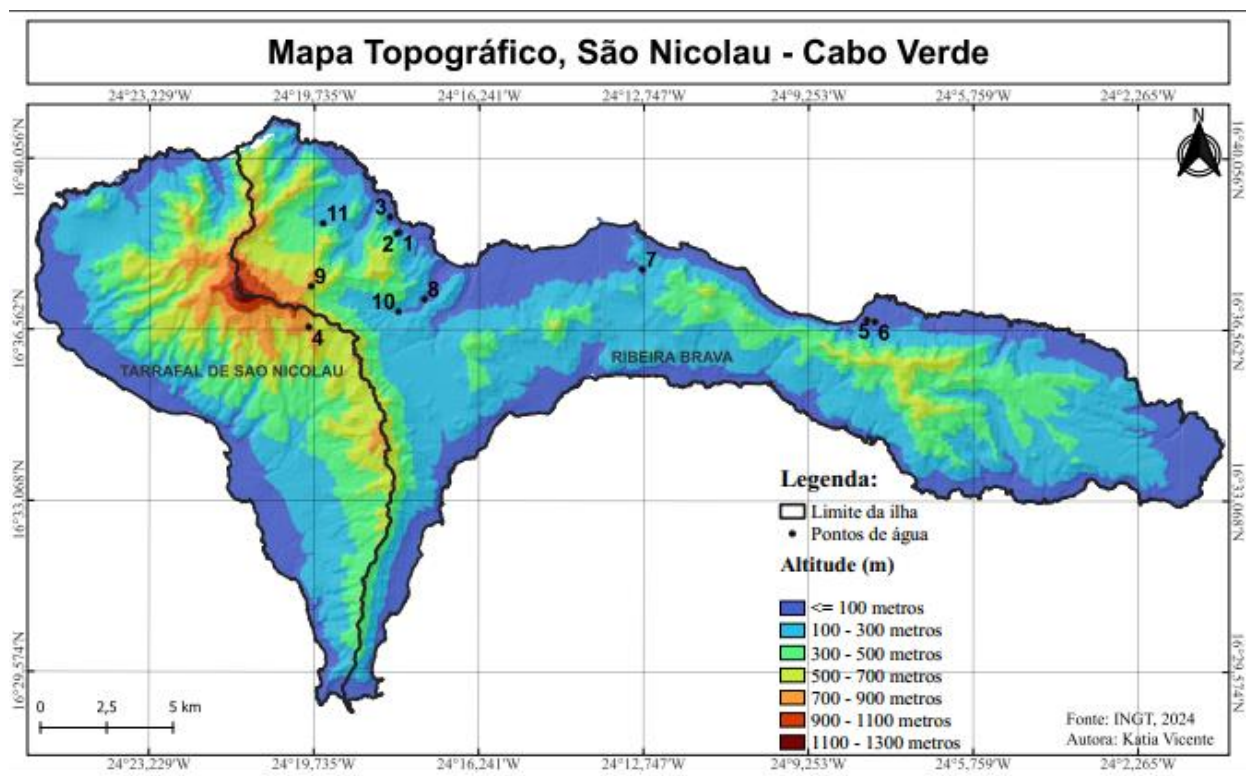 Mapa Topográfico, São Nicolau - Cabo Verde
24°23,229'W 24°19,735'W 24°16,241'W 24°12,747'W 24°9,253'W 24°5,759'W 24°2,265'W
N
16°40,056'N 16°40,056'N
3
11
2 1
7
9
8
10
16°36,562'N 16°36,562'N
5 6
4
RIBEIRA BRAVA
TARRAFAL DE SAO NICOLAU
16°33,068'N 16°33,068'N
Legenda:
Limite da ilha
Pontos de água
Altitude (m)
<= 100 metros
100 - 300 metros
300 - 500 metros
500 - 700 metros
700 - 900 metros
900 - 1100 metros
1100 - 1300 metros
16°29,574'N 16°29,574'N
0 2,5 5 km
Fonte: INGT, 2024
Autora: Katia Vicente
24°23,229'W 24°19,735'W 24°16,241'W 24°12,747'W 24°9,253'W 24°5,759'W 24°2,265'W